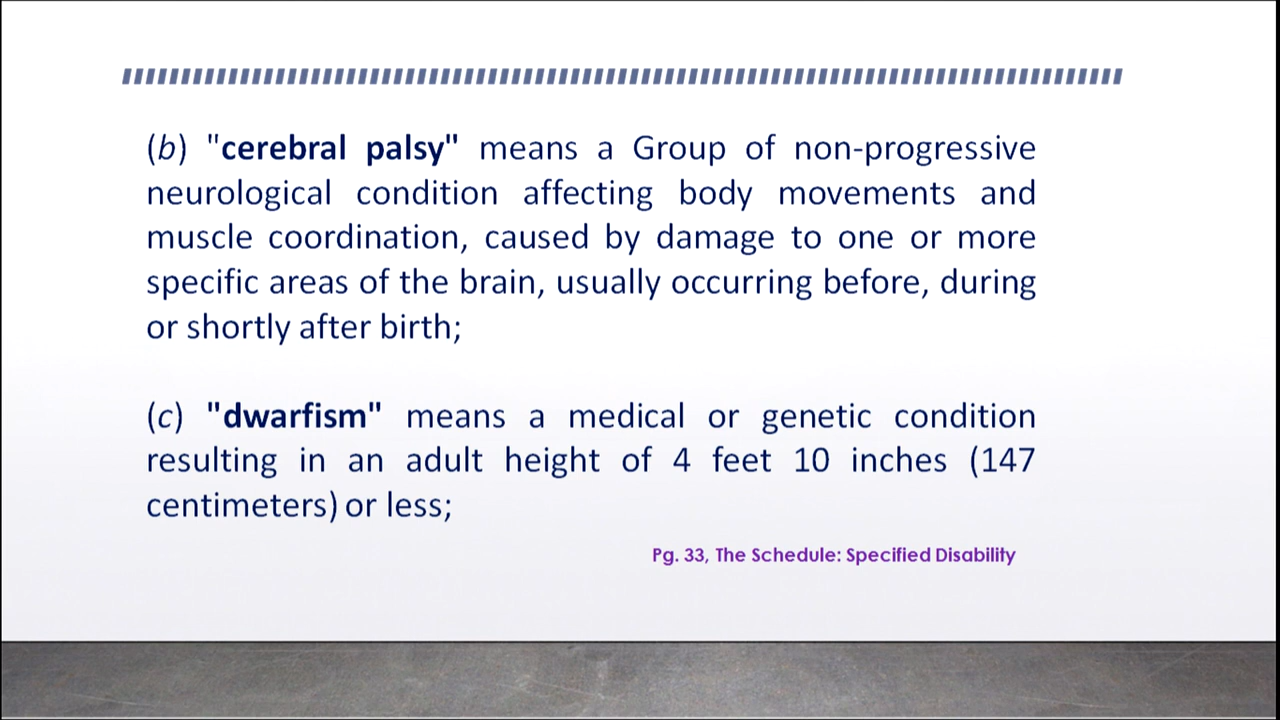 (b) "cerebral palsy" means a Group of non-progressive
neurological condition affecting body movements and
muscle coordination, caused by damage to one or more
specific areas of the brain, usually occurring before, during
or shortly after birth;
(c) "dwarfism" means a medical or genetic condition
resulting in an adult height of 4 feet 10 inches (147
centimeters) or less;
Pg. 33, The Schedule: Specified Disability